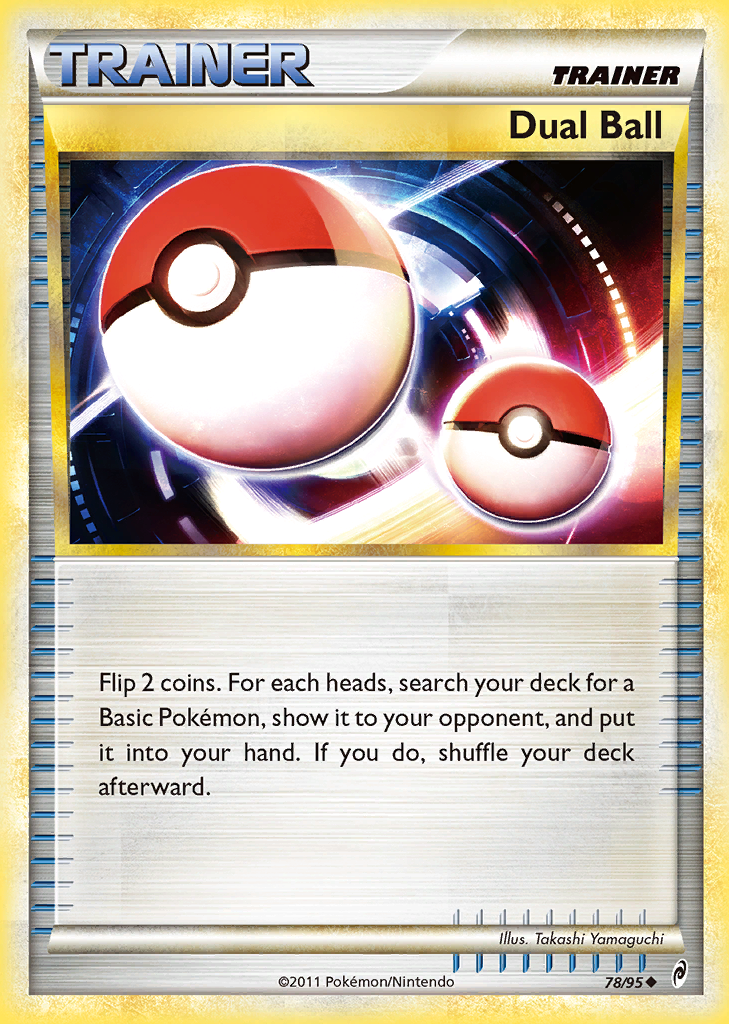 TRAINER
TRAINER
Dual Ball
Flip 2 coins. For each heads, search your deck for a
Basic Pokémon, show it to your opponent, and put
it into your hand. If you do, shuffle your deck
afterward.
Illus. Takashi Yamaguchi
©2011 Pokémon/Nintendo
78/95◆